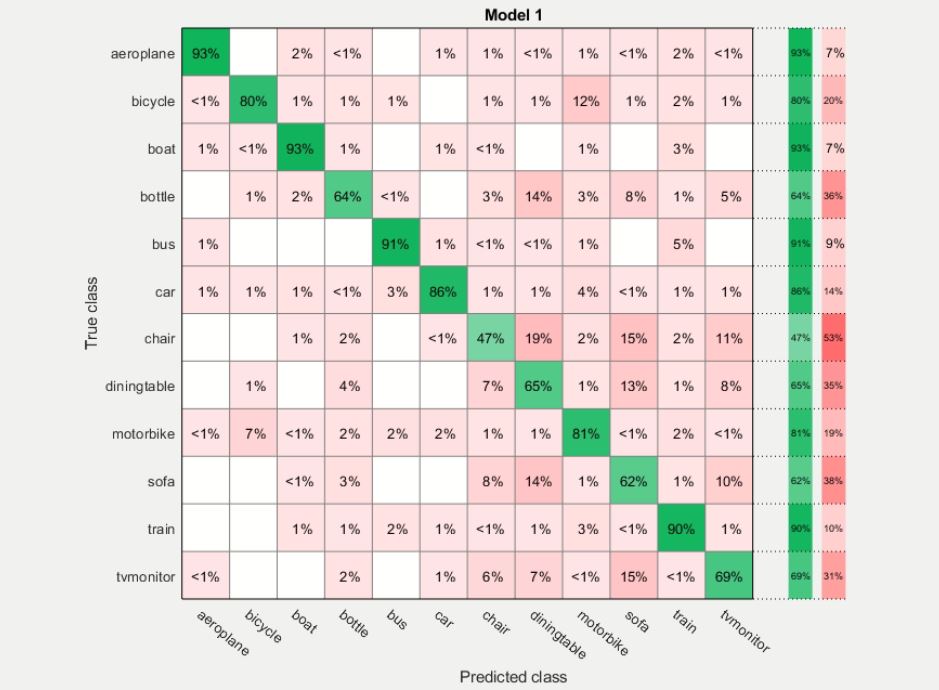 Model 1
aeroplane 93% 2% <1% 1% 1% <1% 1% <1% 2% <1% 93% 7%
bicycle <1% 80% 1% 1% 1% 1% 1% 12% 1% 2% 1% 80% 20%
boat 1% <1% 93% 1% 1% <1% 1% 3% 93% 7%
bottle 1% 2% 64% <1% 3% 14% 3% 8% 1% 5% 64% 36%
bus 1% 91% 1% <1% <1% 1% 5% 91% 9%
True class
car 1% 1% 1% <1% 3% 86% 1% 1% 4% <1% 1% 1% 86% 14%
chair 1% 2% <1% 47% 19% 2% 15% 2% 11% 47% 53%
diningtable 1% 4% 7% 65% 1% 13% 1% 8% 65% 35%
motorbike <1% 7% <1% 2% 2% 2% 1% 1% 81% <1% 2% <1% 81% 19%
sofa <1% 3% 8% 14% 1% 62% 1% 10% 62% 38%
train 1% 1% 2% 1% <1% 1% 3% <1% 90% 1% 90% 10%
tvmonitor <1% 2% 1% 6% 7% <1% 15% <1% 69% 69% 31%
aeroplane bicycle boat bottle bus car chair diningtable motorbike sofa train tvmonitor
Predicted class